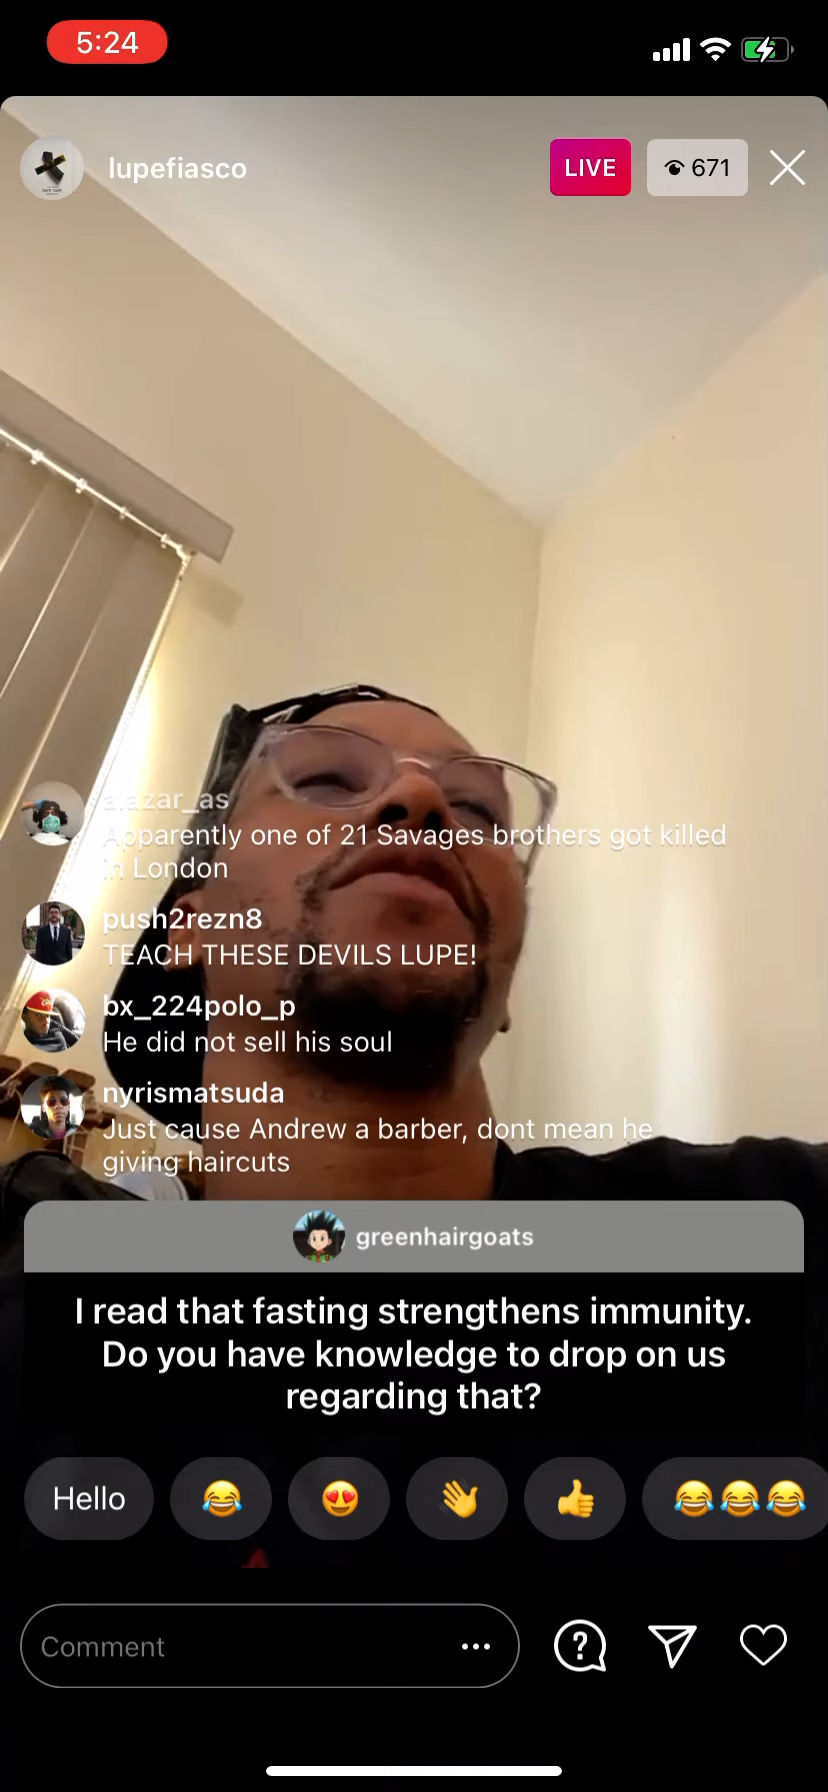 5:24
lupefiasco
LIVE
671
alazar_as
Apparently one of 21 Savages brothers got killed
in London
push2rezn8
TEACH THESE DEVILS LUPE!
bx_224polo_p
He did not sell his soul
nyrismatsuda
Just cause Andrew a barber, dont mean he
giving haircuts
greenhairgoats
I read that fasting strengthens immunity.
Do you have knowledge to drop on us
regarding that?
Hello
Comment